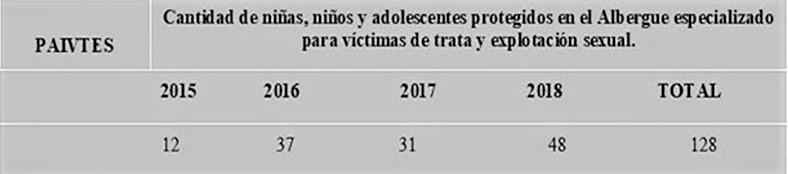 Cantidad de niñas, niños y adolescentes protegidos en el Albergue especializado
PAIVTES para víctimas de trata y explotación sexual.
2015 2016 2017 2018 TOTAL
12 37 31 48 128